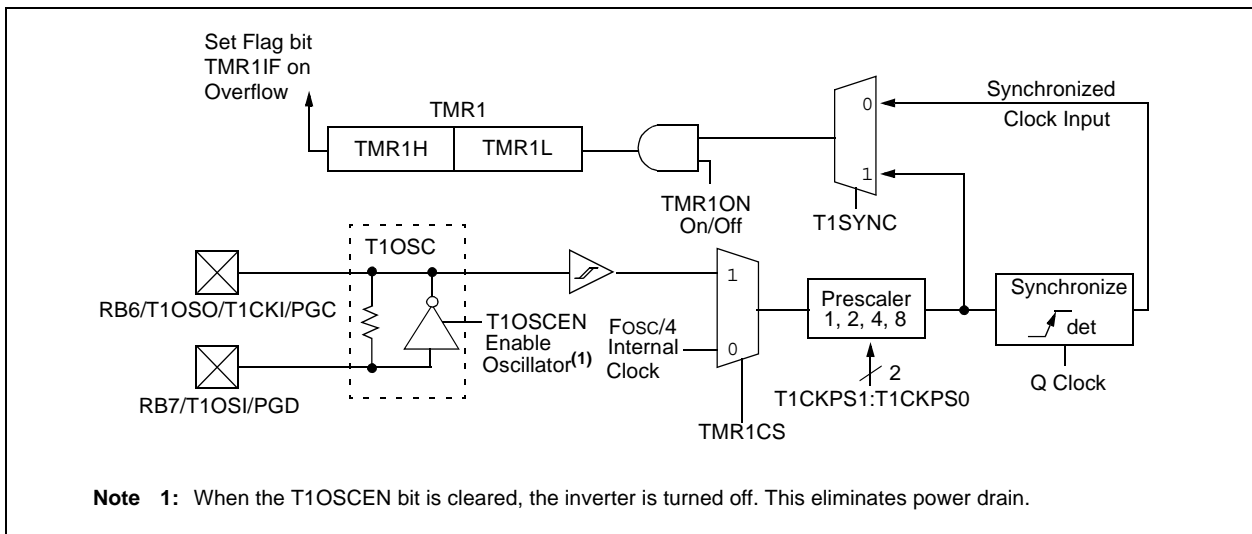 Set Flag bit
TMR1IF on
Overflow
TMR1
TMR1H
TMR1L
TMR1ON
On/Off
0
1
T1SYNC
Synchronized
Clock Input
T1OSC
RB6/T1OSO/T1CKI/PGC
RB7/T1OSI/PGD
T1OSCEN
Enable
Oscillator(1)
FOSC/4
Internal
Clock
1
0
TMR1CS
Prescaler
1, 2, 4, 8
2
T1CKPS1:T1CKPS0
Synchronize
det
Q Clock
Note 1: When the T1OSCEN bit is cleared, the inverter is turned off. This eliminates power drain.